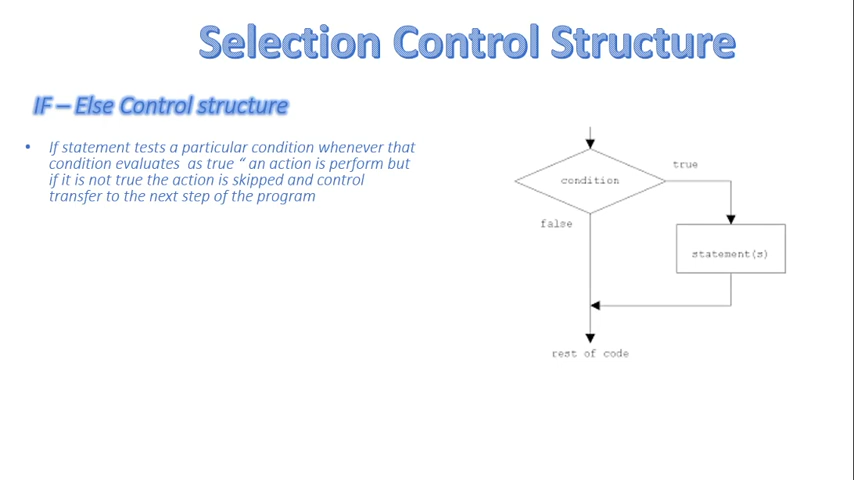 Selection Control Structure
IF – Else Control structure
• If statement tests a particular condition whenever that
condition evaluates as true “ an action is perform but
if it is not true the action is skipped and control
transfer to the next step of the program
true
condition
false
statement(s)
rest of code